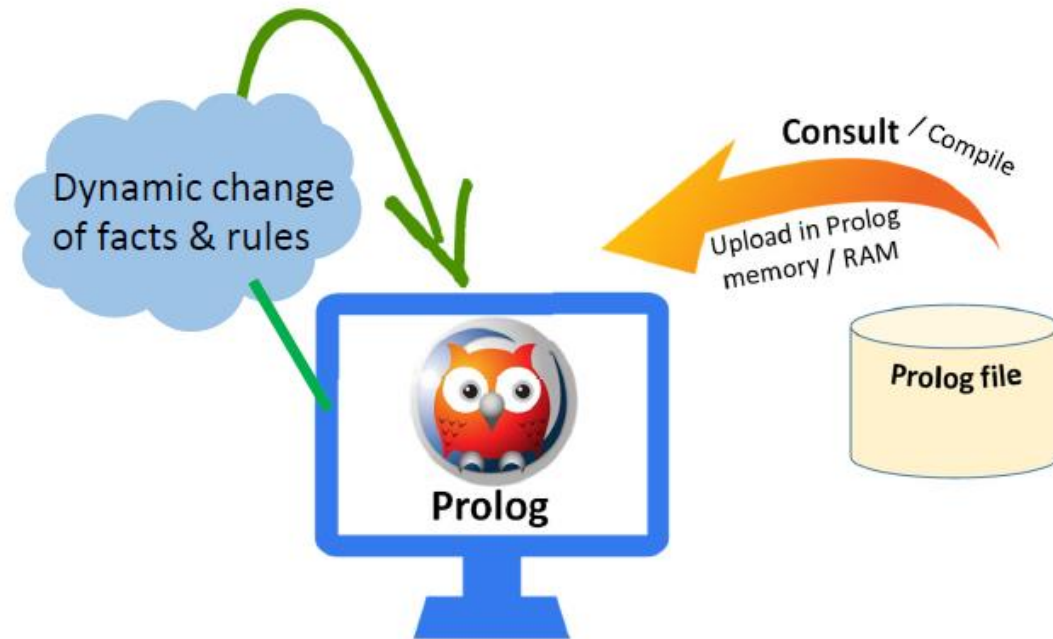 Dynamic change
of facts & rules
Consult / Compile
Upload in Prolog
memory / RAM
Prolog file
Prolog